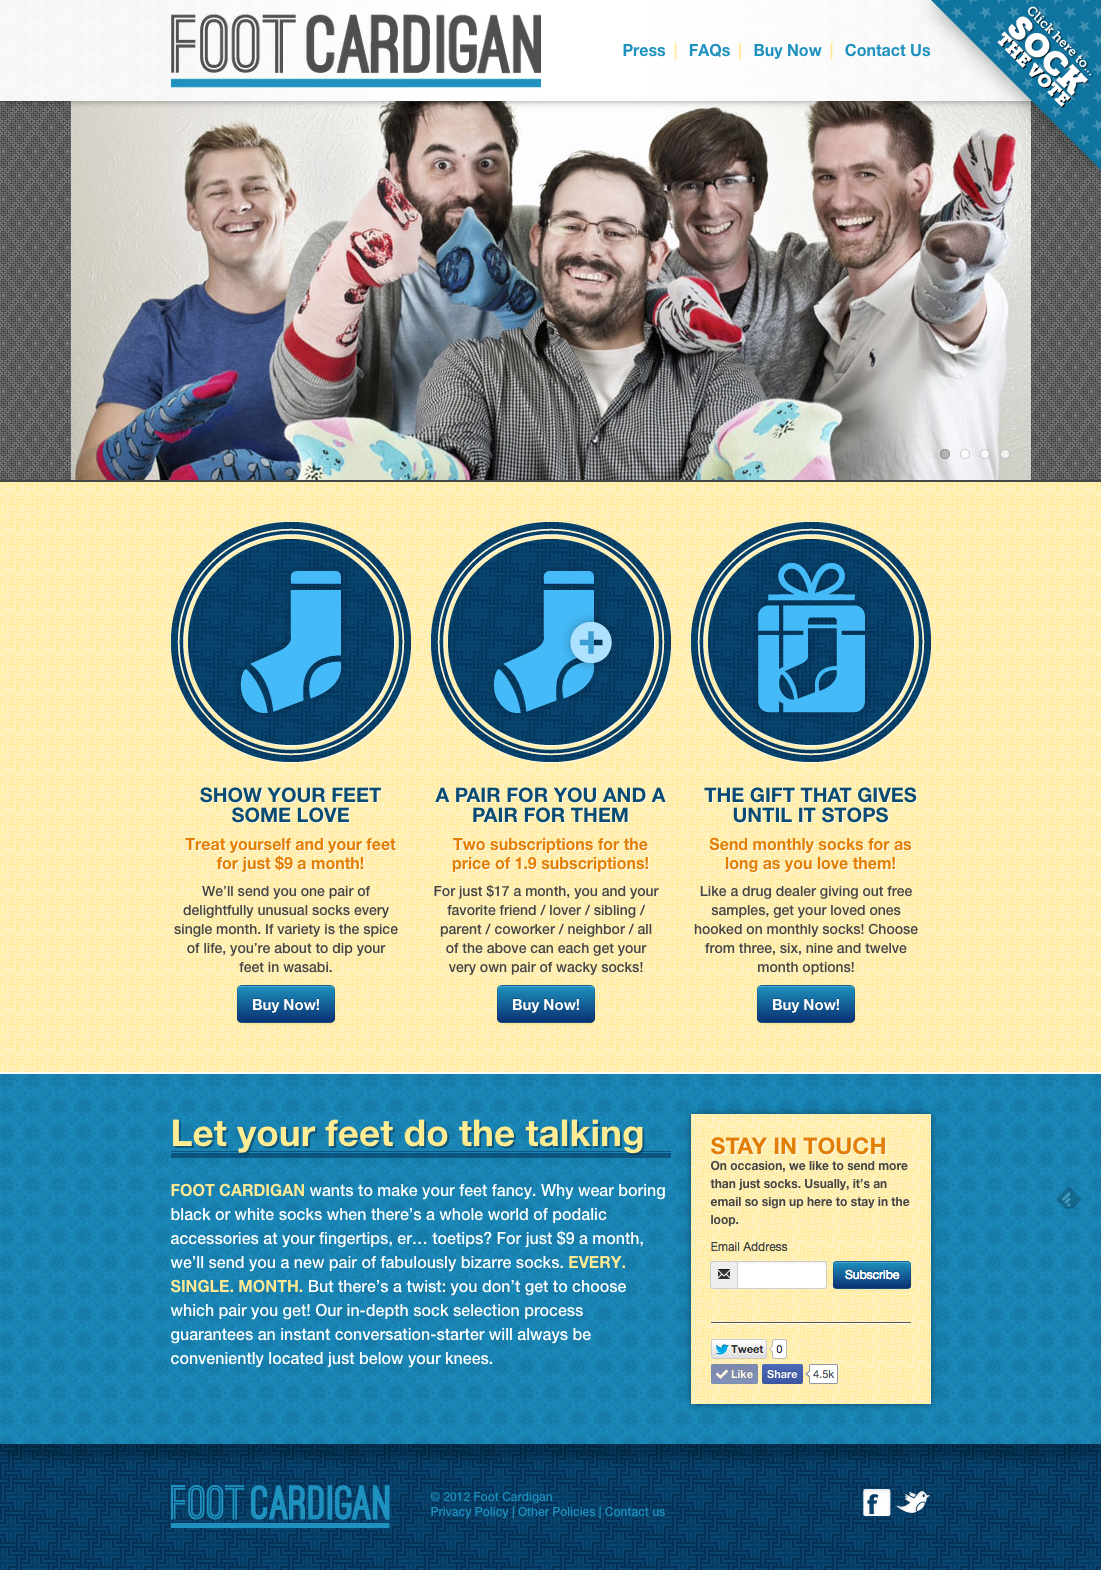 FOOT CARDIGAN
Press | FAQs | Buy Now | Contact Us
Click here to...
SOCK
THE VOTE
SHOW YOUR FEET
SOME LOVE
Treat yourself and your feet
for just $9 a month!
We’ll send you one pair of
delightfully unusual socks every
single month. If variety is the spice
of life, you’re about to dip your
feet in wasabi.
Buy Now!
A PAIR FOR YOU AND A
PAIR FOR THEM
Two subscriptions for the
price of 1.9 subscriptions!
For just $17 a month, you and your
favorite friend / lover / sibling /
parent / coworker / neighbor / all
of the above can each get your
very own pair of wacky socks!
Buy Now!
THE GIFT THAT GIVES
UNTIL IT STOPS
Send monthly socks for as
long as you love them!
Like a drug dealer giving out free
samples, get your loved ones
hooked on monthly socks! Choose
from three, six, nine and twelve
month options!
Buy Now!
Let your feet do the talking
FOOT CARDIGAN wants to make your feet fancy. Why wear boring
black or white socks when there’s a whole world of podalic
accessories at your fingertips, er… toetips? For just $9 a month,
we’ll send you a new pair of fabulously bizarre socks. EVERY.
SINGLE. MONTH. But there’s a twist: you don’t get to choose
which pair you get! Our in-depth sock selection process
guarantees an instant conversation-starter will always be
conveniently located just below your knees.
STAY IN TOUCH
On occasion, we like to send more
than just socks. Usually, it’s an
email so sign up here to stay in the
loop.
Email Address
Subscribe
Tweet 0
Like Share 4.5k
FOOT CARDIGAN
© 2012 Foot Cardigan
Privacy Policy | Other Policies | Contact us